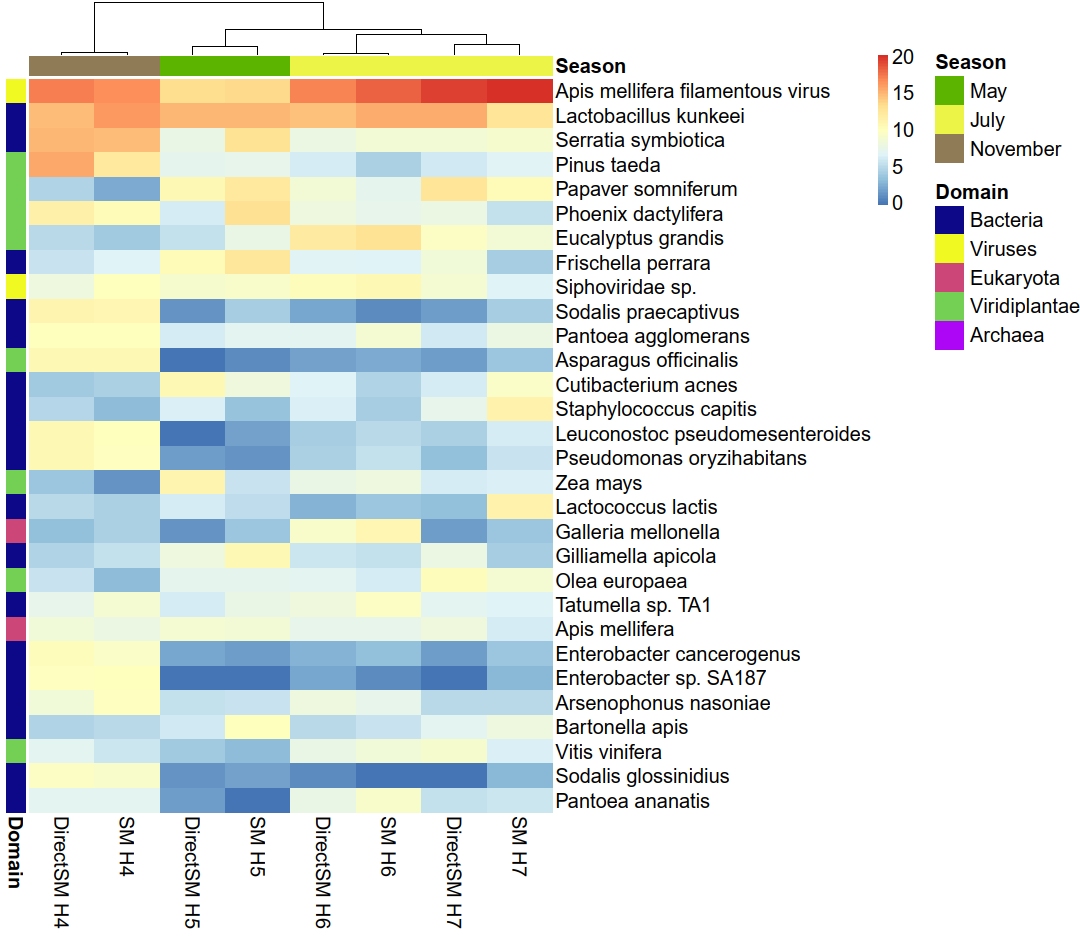 Season
Apis mellifera filamentous virus
Lactobacillus kunkeei
Serratia symbiotica
Pinus taeda
Papaver somniferum
Phoenix dactylifera
Eucalyptus grandis
Frischella perrara
Siphoviridae sp.
Sodalis praecaptivus
Pantoea agglomerans
Asparagus officinalis
Cutibacterium acnes
Staphylococcus capitis
Leuconostoc pseudomesenteroides
Pseudomonas oryzihabitans
Zea mays
Lactococcus lactis
Galleria mellonella
Gilliamella apicola
Olea europaea
Tatumella sp. TA1
Apis mellifera
Enterobacter cancerogenus
Enterobacter sp. SA187
Arsenophonus nasoniae
Bartonella apis
Vitis vinifera
Sodalis glossinidius
Pantoea ananatis
Domain
DirectSM H4
SM H4
DirectSM H5
SM H5
DirectSM H6
SM H6
DirectSM H7
SM H7
20
15
10
5
0
Season
May
July
November
Domain
Bacteria
Viruses
Eukaryota
Viridiplantae
Archaea